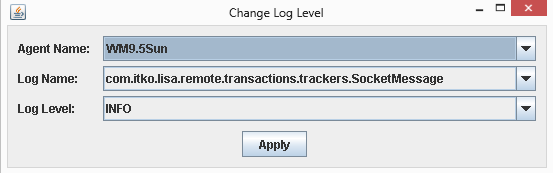 Change Log Level
Agent Name: WM9.5Sun
Log Name: com.itko.lisa.remote.transactions.trackers.SocketMessage
Log Level: INFO
Apply